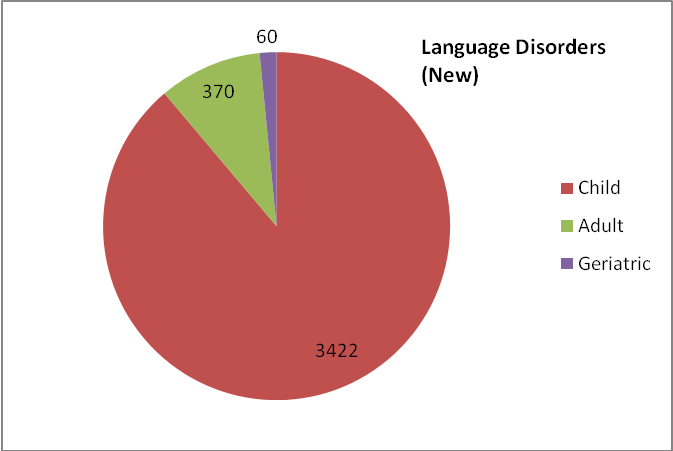 60
Language Disorders
(New)
370
Child
Adult
Geriatric
3422